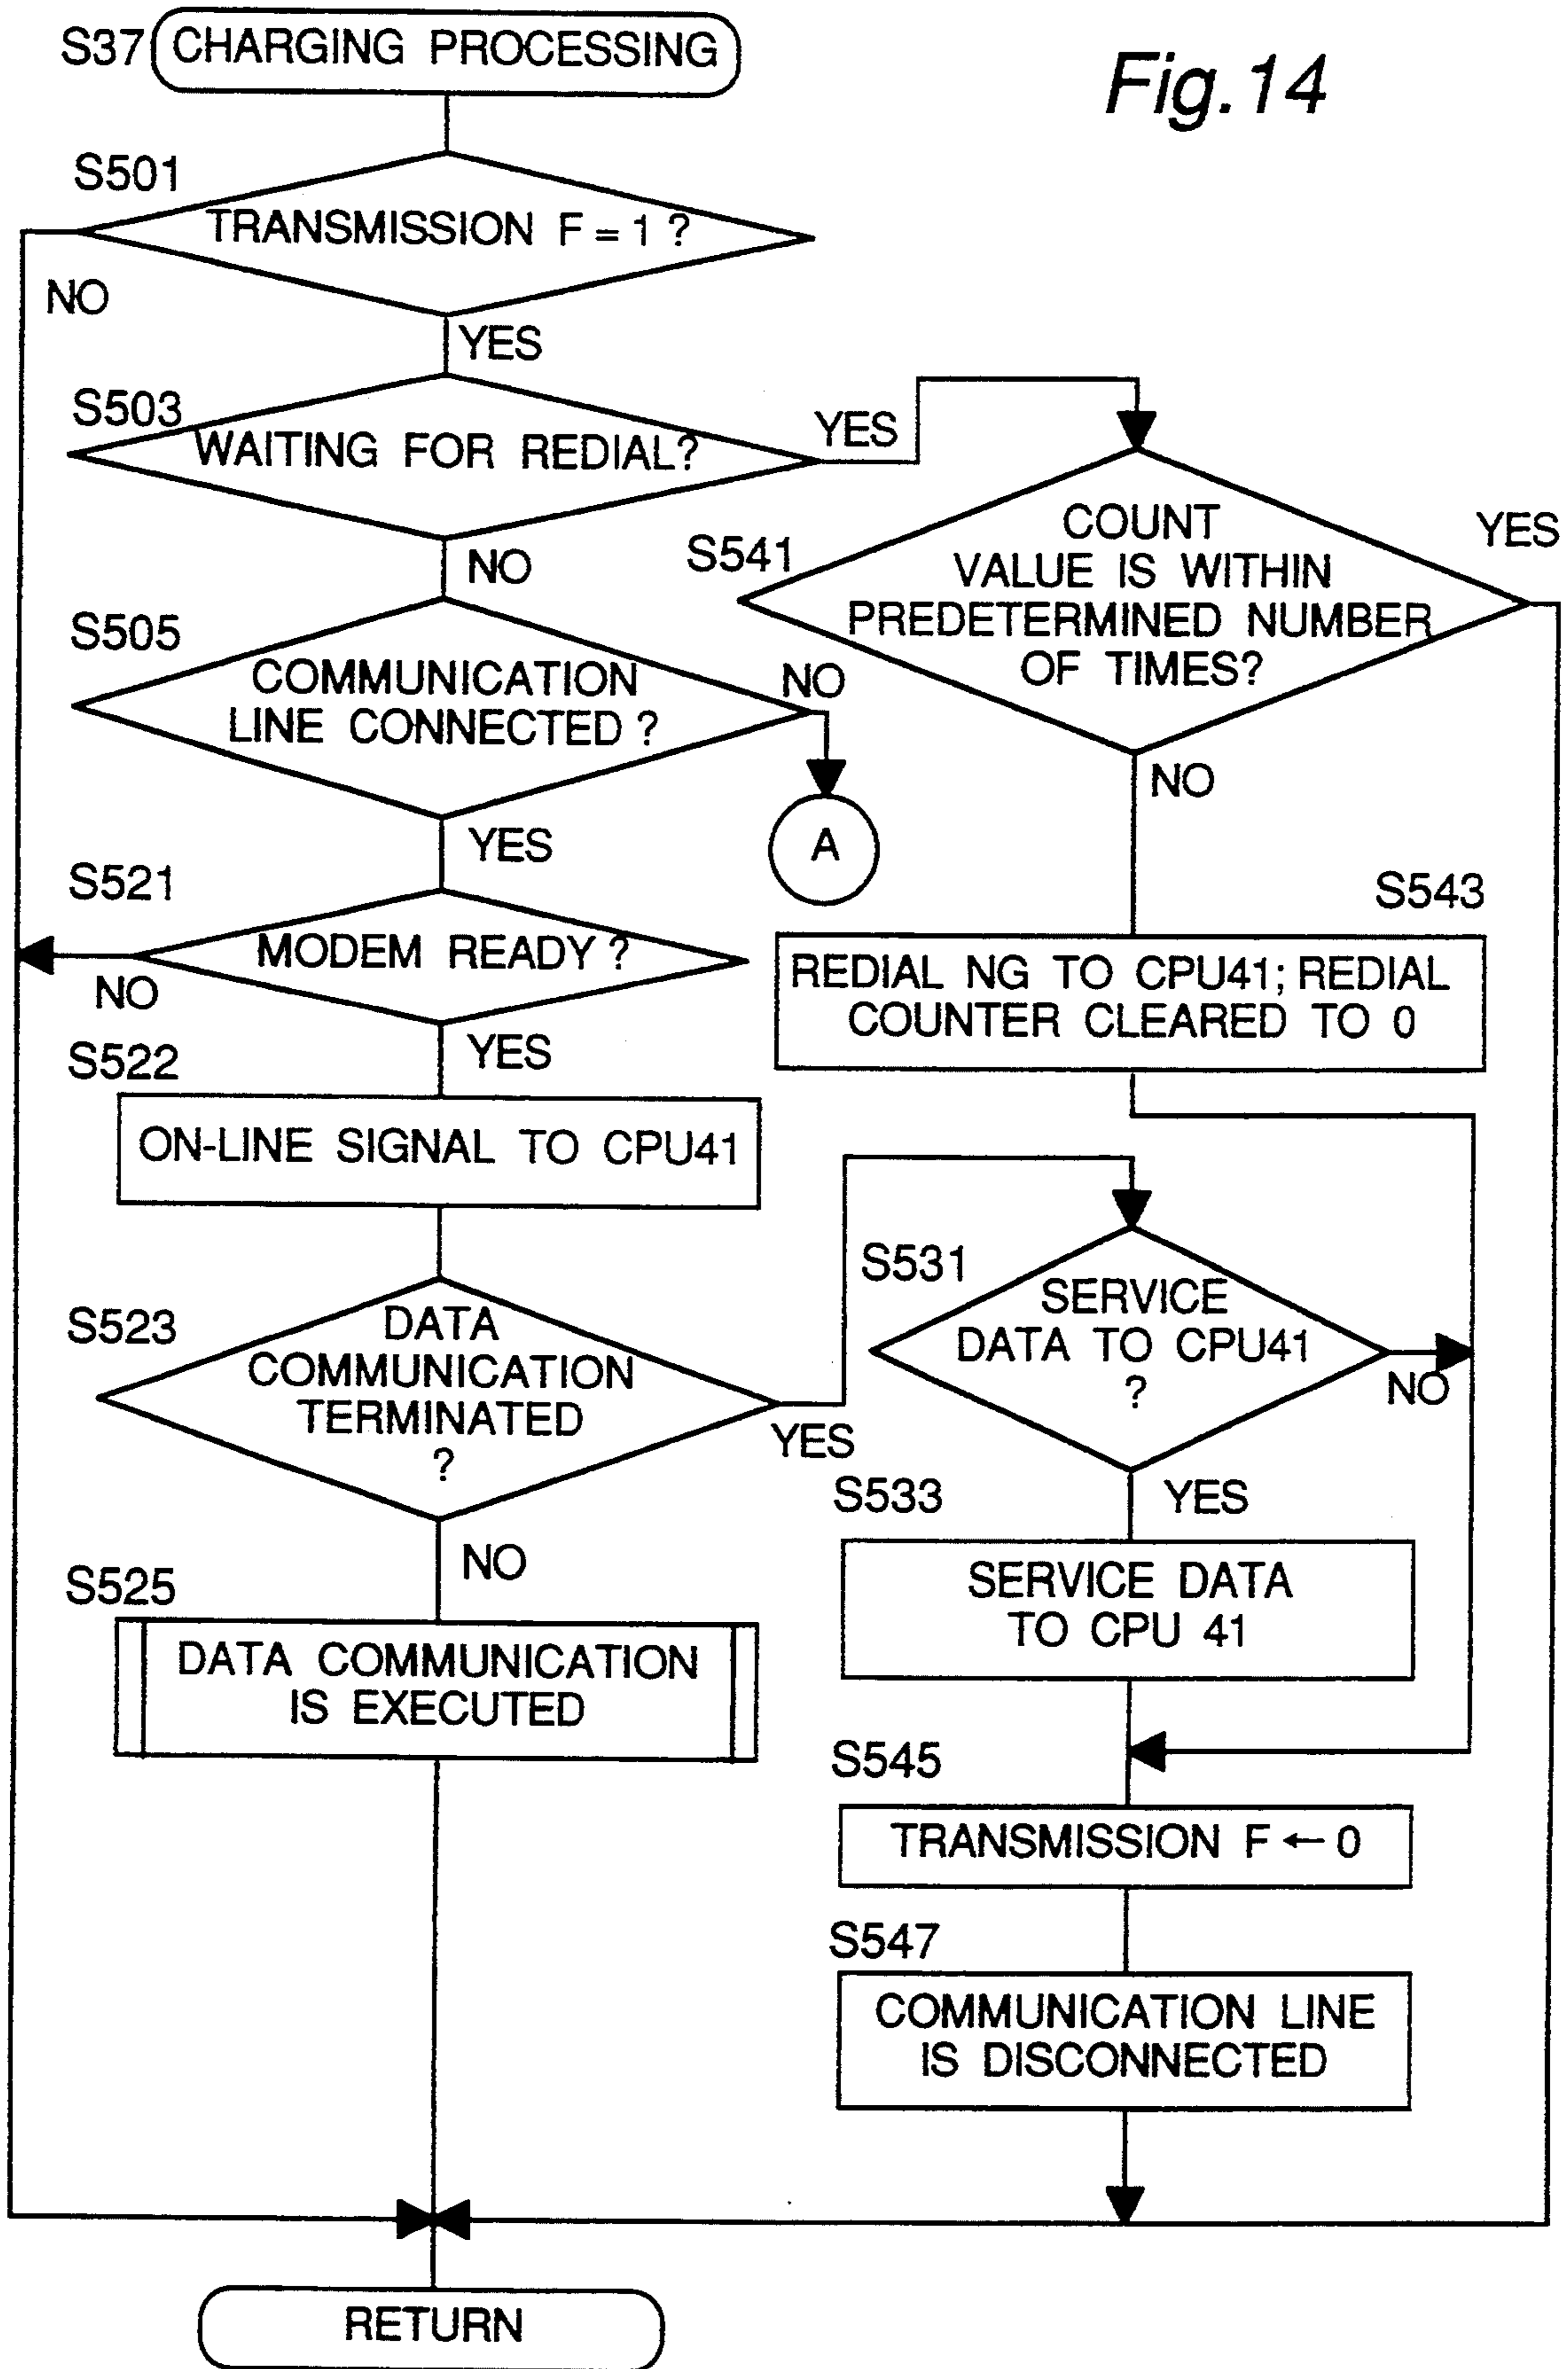 Fig.14
S37
CHARGING PROCESSING
S501
TRANSMISSION F = 1 ?
NO
YES
S503
WAITING FOR REDIAL?
YES
NO
S541
COUNT
VALUE IS WITHIN
PREDETERMINED NUMBER
OF TIMES?
YES
NO
S505
COMMUNICATION
LINE CONNECTED ?
NO
A
YES
S521
MODEM READY ?
NO
YES
S543
REDIAL NG TO CPU41; REDIAL
COUNTER CLEARED TO 0
S522
ON-LINE SIGNAL TO CPU41
S523
DATA
COMMUNICATION
TERMINATED
?
YES
NO
S531
SERVICE
DATA TO CPU41
?
NO
YES
S533
SERVICE DATA
TO CPU 41
S525
DATA COMMUNICATION
IS EXECUTED
S545
TRANSMISSION F ← 0
S547
COMMUNICATION LINE
IS DISCONNECTED
RETURN